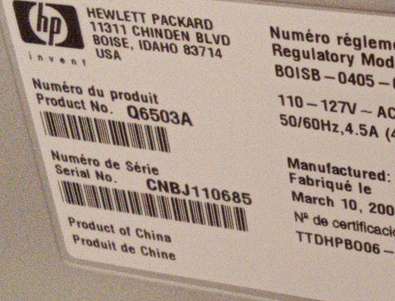 hp
invent
HEWLETT PACKARD
11311 CHINDEN BLVD
BOISE, IDAHO 83714
USA
Numéro du produit
Product No. Q6503A
Numéro de Série
Serial No. CNBJ110685
Product of China
Produit de Chine
Numéro régleme
Regulatory Mod
BOISB-0405-
110-127V-AC
50/60Hz, 4.5A (
Manufactured:
Fabriqué le
March 10, 200
Nº de certificació
TTDHPB006-